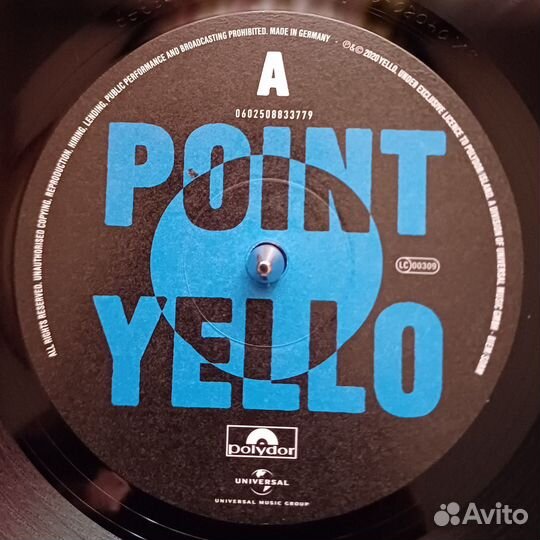 ALL RIGHTS RESERVED. UNAUTHORISED COPYING, REPRODUCTION, HIRING, LENDING, PUBLIC PERFORMANCE AND BROADCASTING PROHIBITED. MADE IN GERMANY · ℗&© 2020 YELLO, UNDER EXCLUSIVE LICENCE TO POLYDOR/ISLAND, A DIVISION OF UNIVERSAL MUSIC GMBH.
A
0602508833779
POINT
LC 00309
YELLO
polydor
UNIVERSAL
UNIVERSAL MUSIC GROUP
Avito